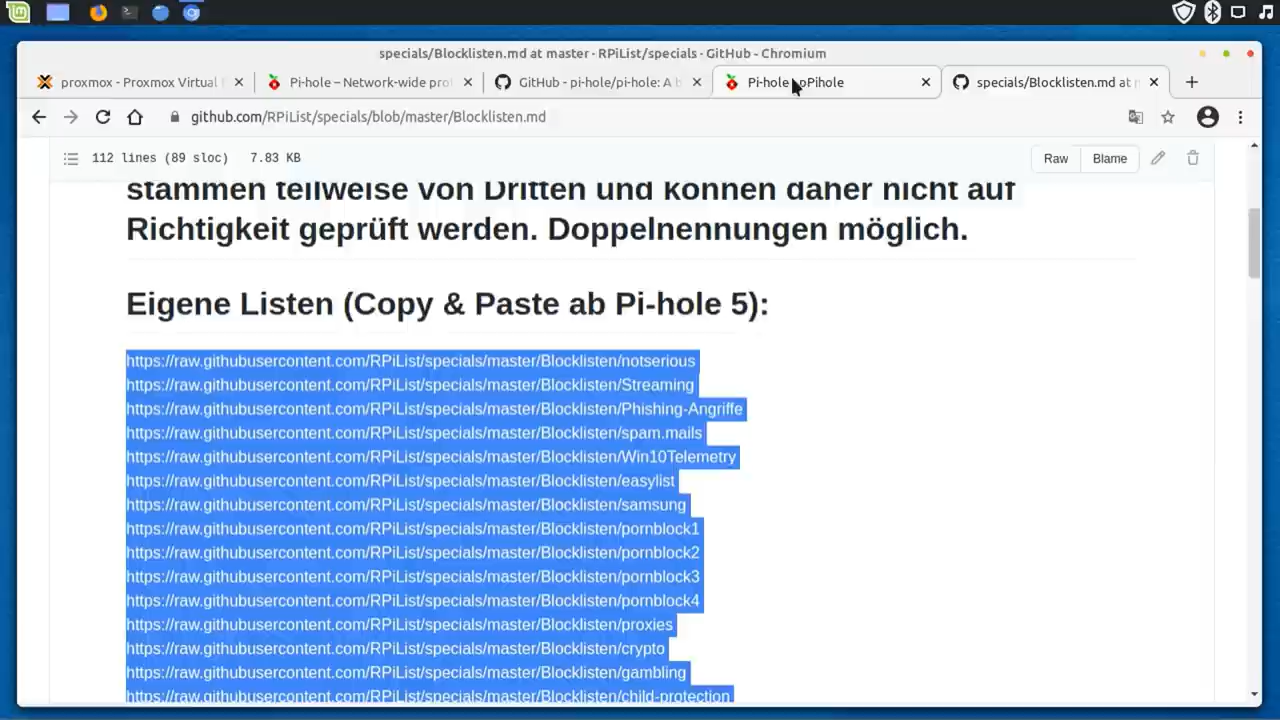 specials/Blocklisten.md at master · RPiList/specials · GitHub - Chromium
proxmox - Proxmox Virtual
Pi-hole – Network-wide pro
GitHub - pi-hole/pi-hole: A b
Pi-hole
pPihole
specials/Blocklisten.md at
github.com/RPiList/specials/blob/master/Blocklisten.md
112 lines (89 sloc) 7.83 KB
Raw
Blame
stammen teilweise von Dritten und können daher nicht auf
Richtigkeit geprüft werden. Doppelnennungen möglich.
Eigene Listen (Copy & Paste ab Pi-hole 5):
https://raw.githubusercontent.com/RPiList/specials/master/Blocklisten/notserious
https://raw.githubusercontent.com/RPiList/specials/master/Blocklisten/Streaming
https://raw.githubusercontent.com/RPiList/specials/master/Blocklisten/Phishing-Angriffe
https://raw.githubusercontent.com/RPiList/specials/master/Blocklisten/spam.mails
https://raw.githubusercontent.com/RPiList/specials/master/Blocklisten/Win10Telemetry
https://raw.githubusercontent.com/RPiList/specials/master/Blocklisten/easylist
https://raw.githubusercontent.com/RPiList/specials/master/Blocklisten/samsung
https://raw.githubusercontent.com/RPiList/specials/master/Blocklisten/pornblock1
https://raw.githubusercontent.com/RPiList/specials/master/Blocklisten/pornblock2
https://raw.githubusercontent.com/RPiList/specials/master/Blocklisten/pornblock3
https://raw.githubusercontent.com/RPiList/specials/master/Blocklisten/pornblock4
https://raw.githubusercontent.com/RPiList/specials/master/Blocklisten/proxies
https://raw.githubusercontent.com/RPiList/specials/master/Blocklisten/crypto
https://raw.githubusercontent.com/RPiList/specials/master/Blocklisten/gambling
https://raw.githubusercontent.com/RPiList/specials/master/Blocklisten/child-protection